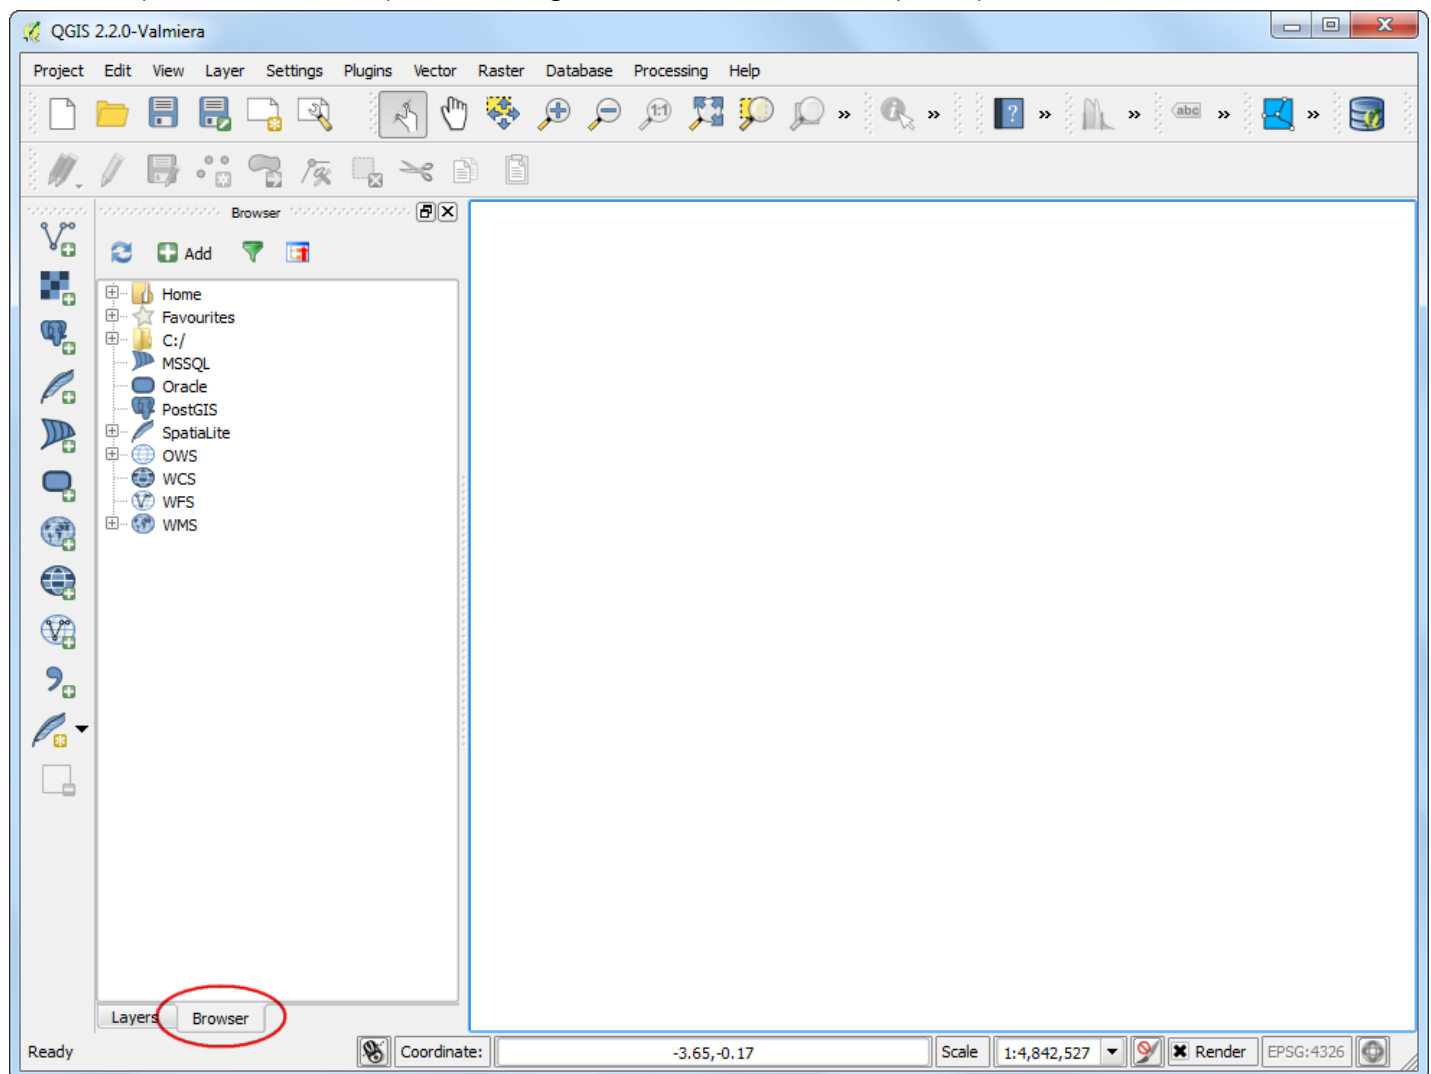 QGIS 2.2.0-Valmiera
Project Edit View Layer Settings Plugins Vector Raster Database Processing Help
1:1 » » ? » » abc » »
Browser
Add
Home
Favourites
C:/
MSSQL
Oracle
PostGIS
SpatiaLite
OWS
WCS
WFS
WMS
Layers Browser
Ready Coordinate: -3.65,-0.17 Scale 1:4,842,527 Render EPSG:4326